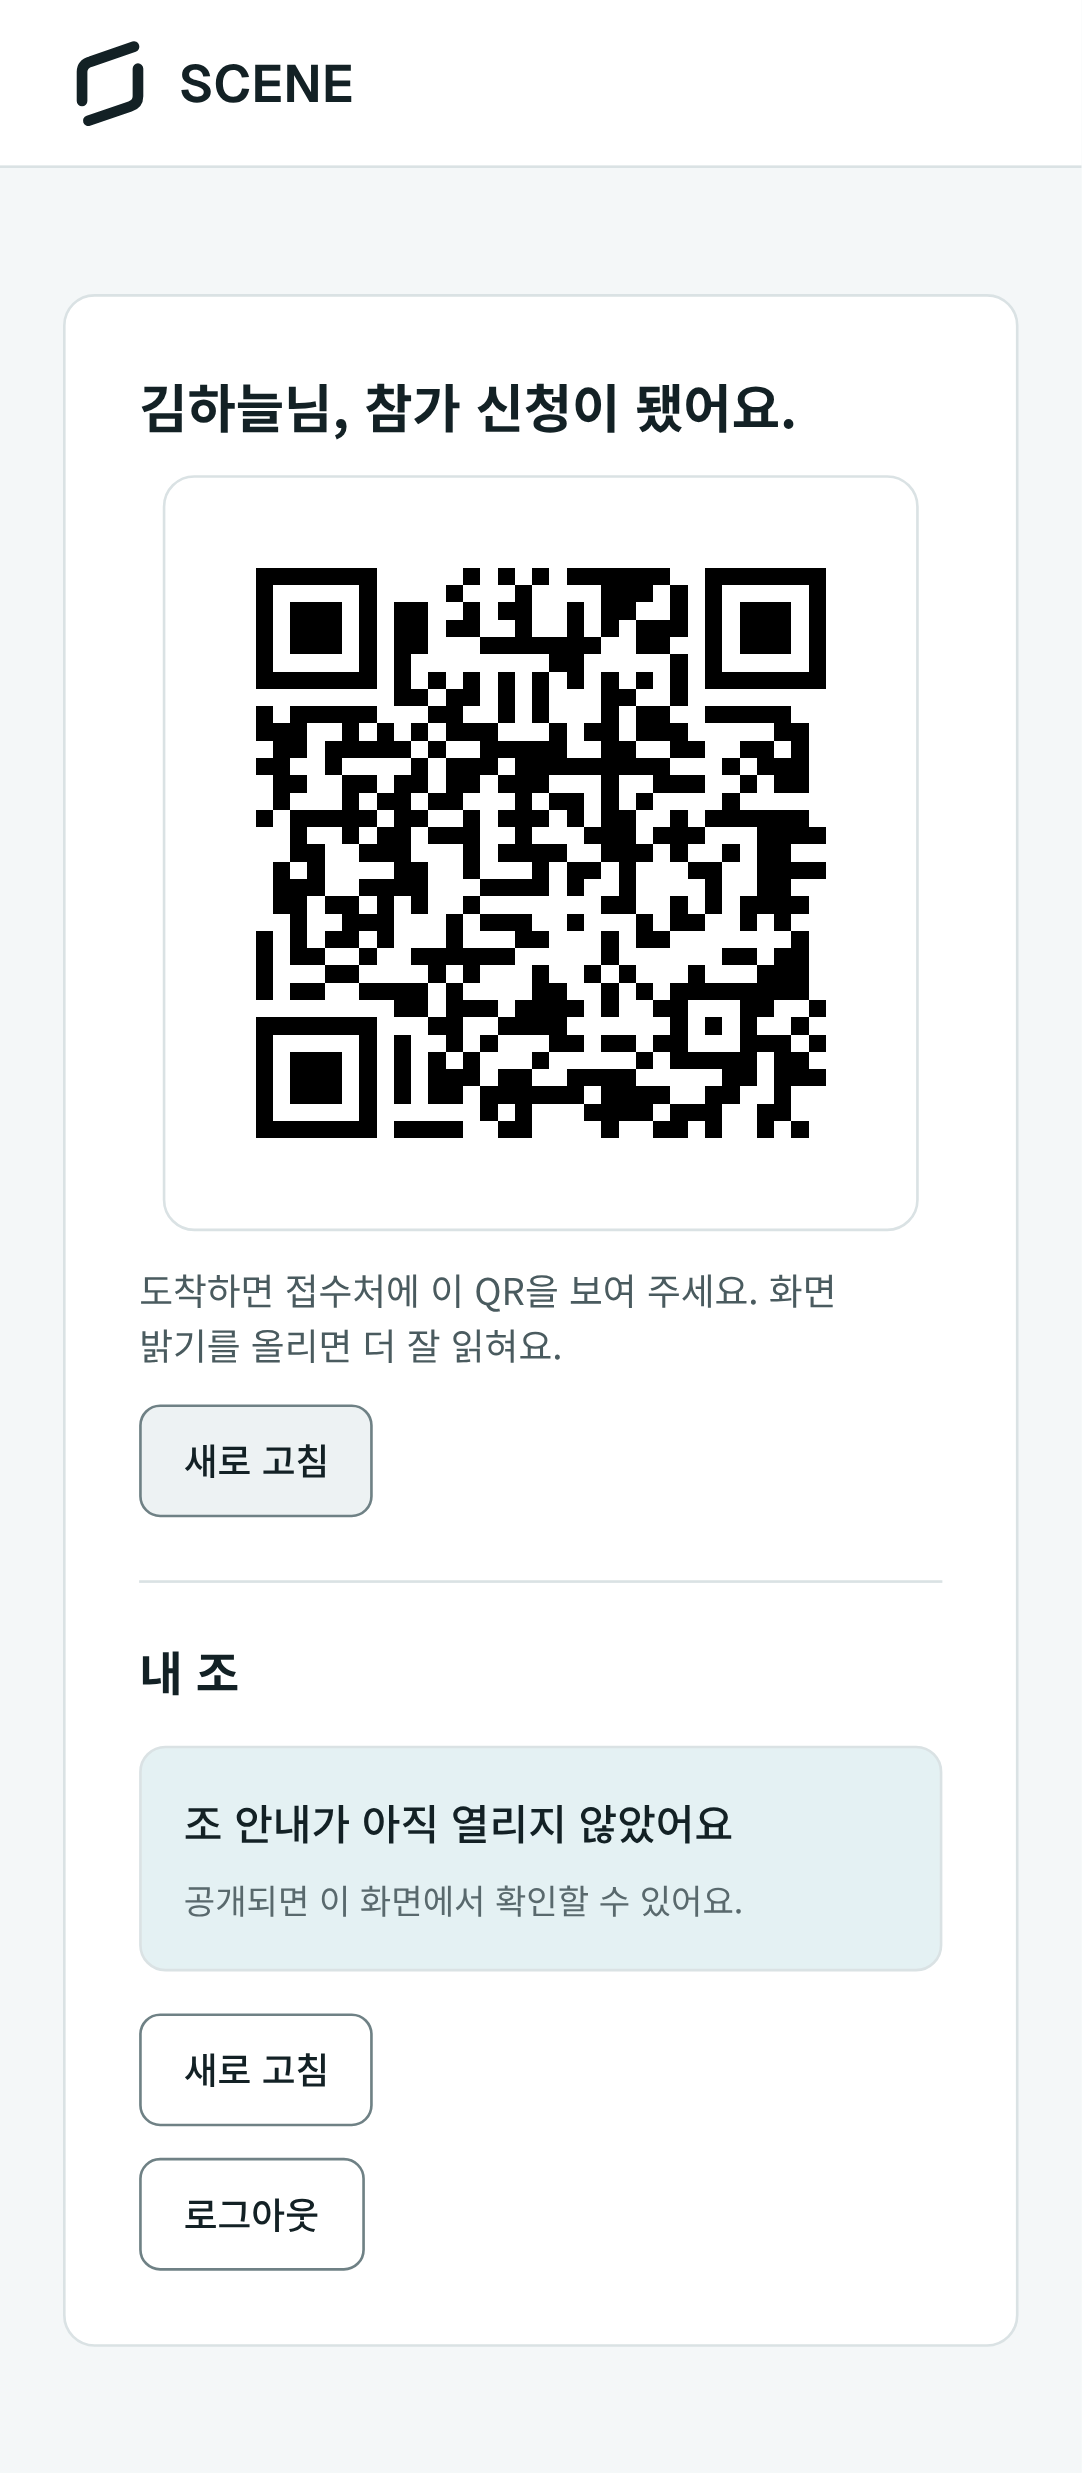 SCENE
김하늘님, 참가 신청이 됐어요.
도착하면 접수처에 이 QR을 보여 주세요. 화면
밝기를 올리면 더 잘 읽혀요.
새로 고침
내 조
조 안내가 아직 열리지 않았어요
공개되면 이 화면에서 확인할 수 있어요.
새로 고침
로그아웃